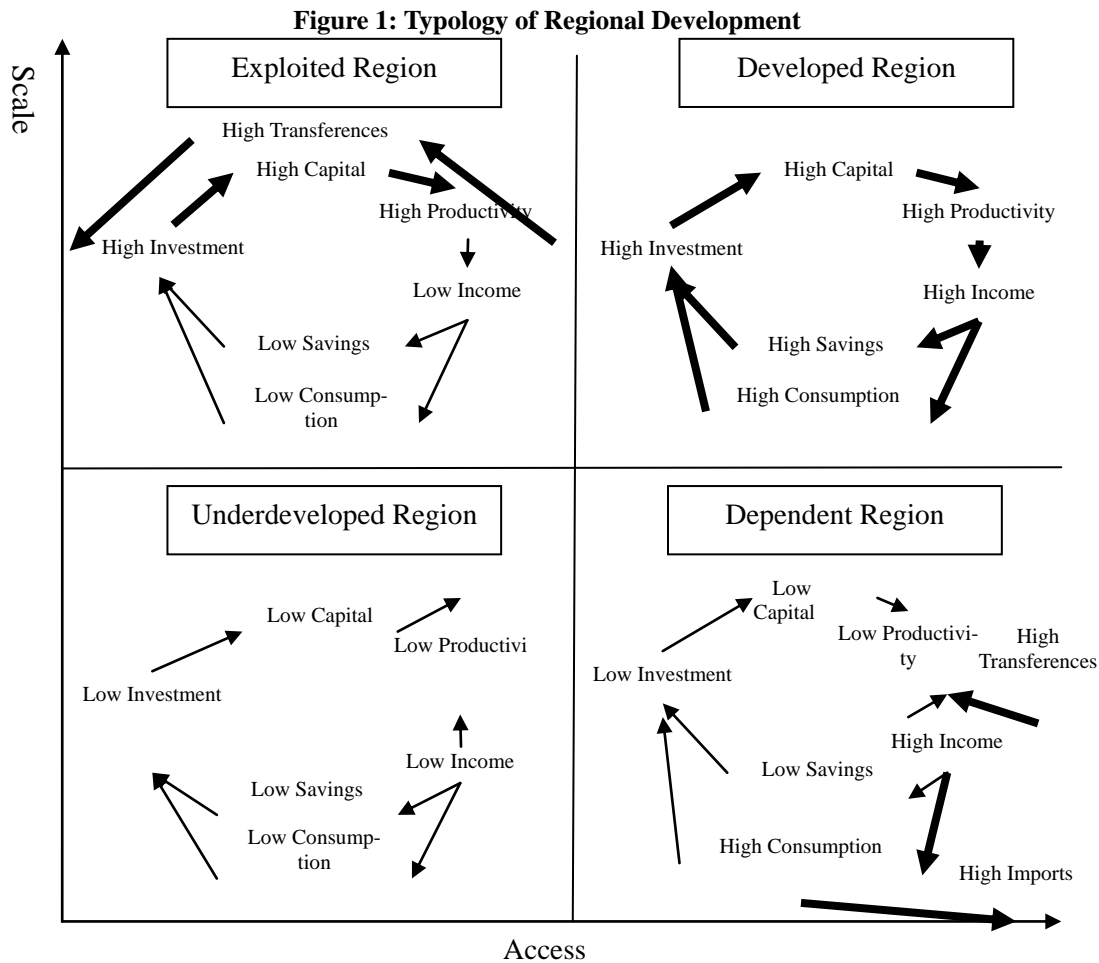 Figure 1: Typology of Regional Development
Scale
Exploited Region
High Transferences
High Capital
High Productivity
High Investment
Low Income
Low Savings
Low Consump-
tion
Developed Region
High Capital
High Productivity
High Investment
High Income
High Savings
High Consumption
Underdeveloped Region
Low Capital
Low Productivi
Low Investment
Low Income
Low Savings
Low Consump-
tion
Dependent Region
Low
Capital
Low Productivi-
ty
High
Transferences
Low Investment
High Income
Low Savings
High Consumption
High Imports
Access